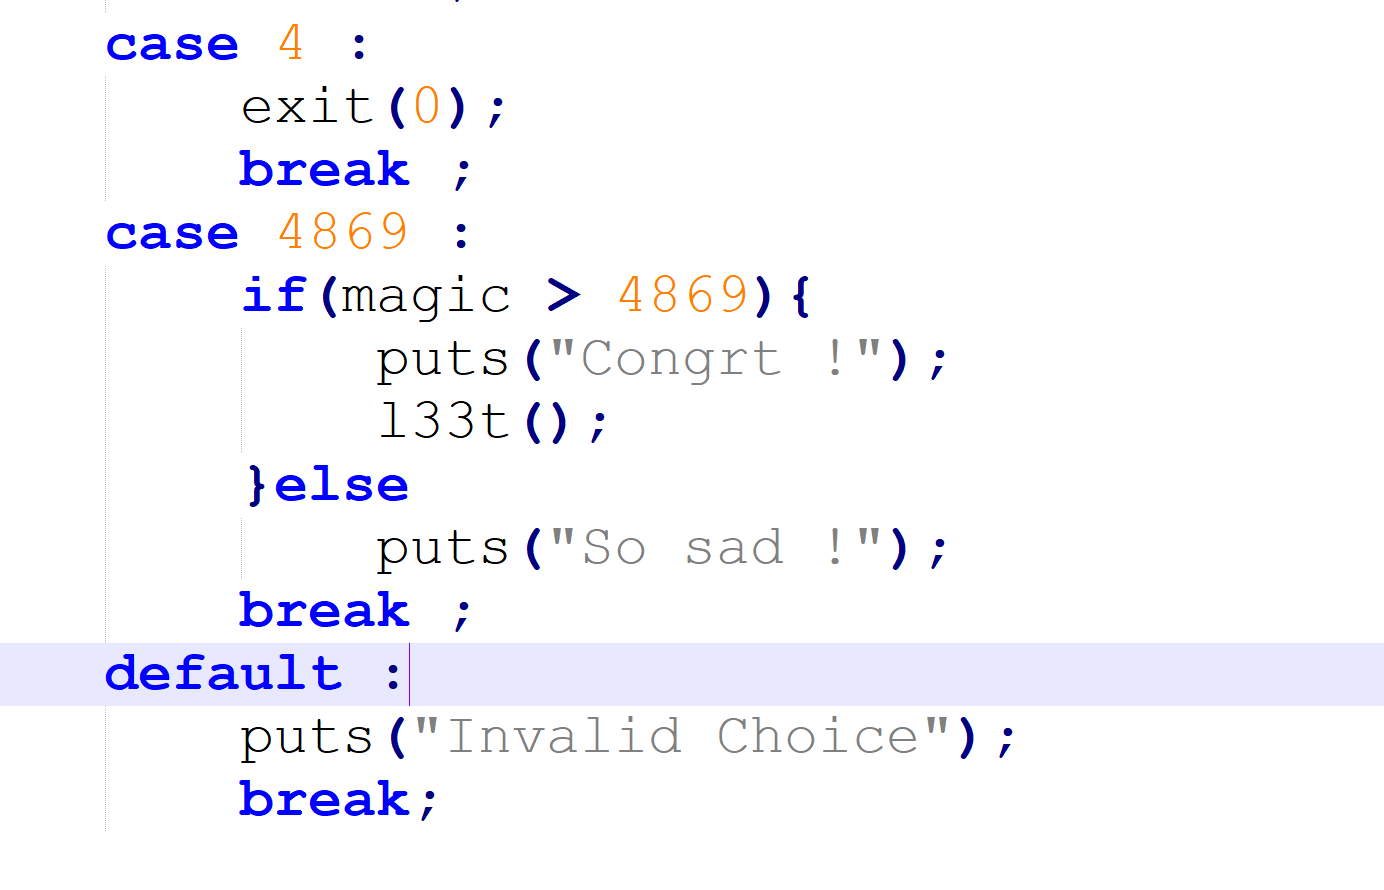 case 4 :
exit(0);
break ;
case 4869 :
if(magic > 4869){
puts("Congrt !");
l33t();
}else
puts("So sad !");
break ;
default :
puts("Invalid Choice");
break;